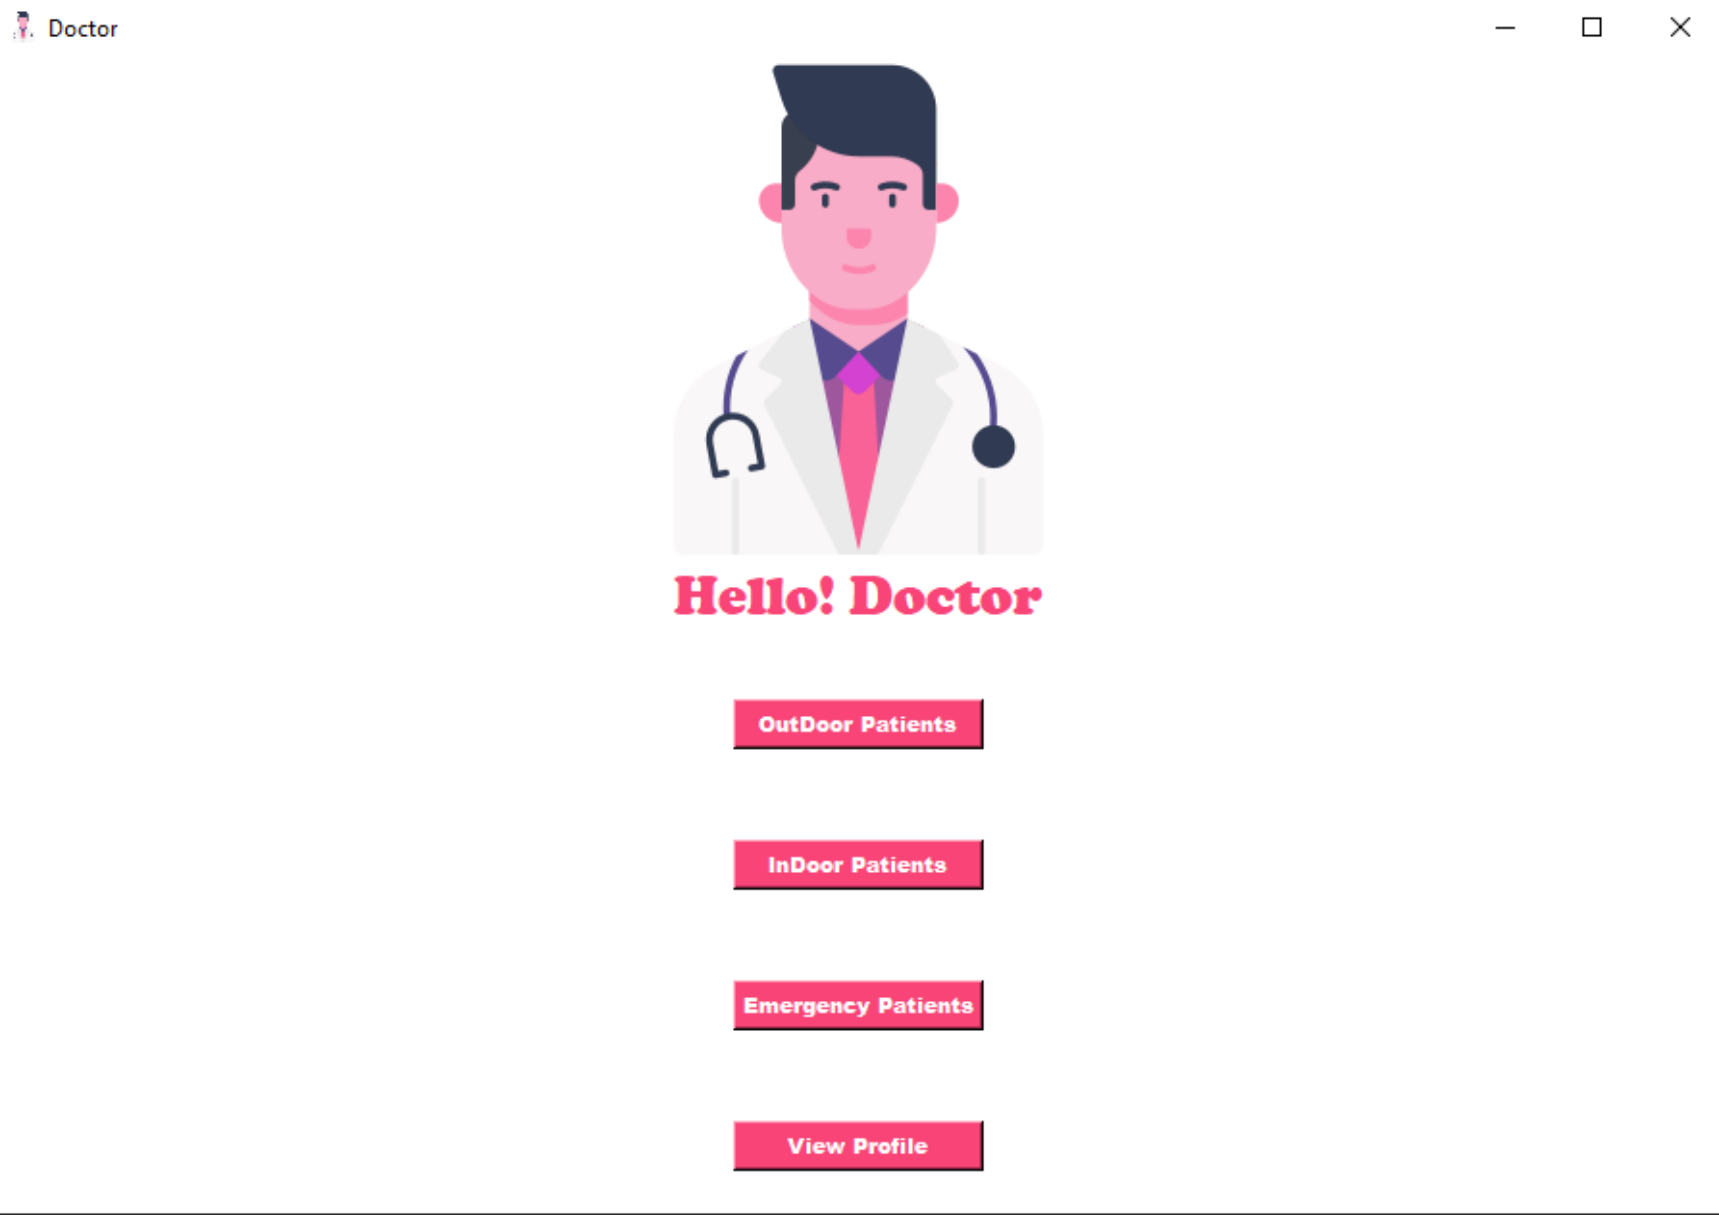 Doctor
Hello! Doctor
OutDoor Patients
InDoor Patients
Emergency Patients
View Profile